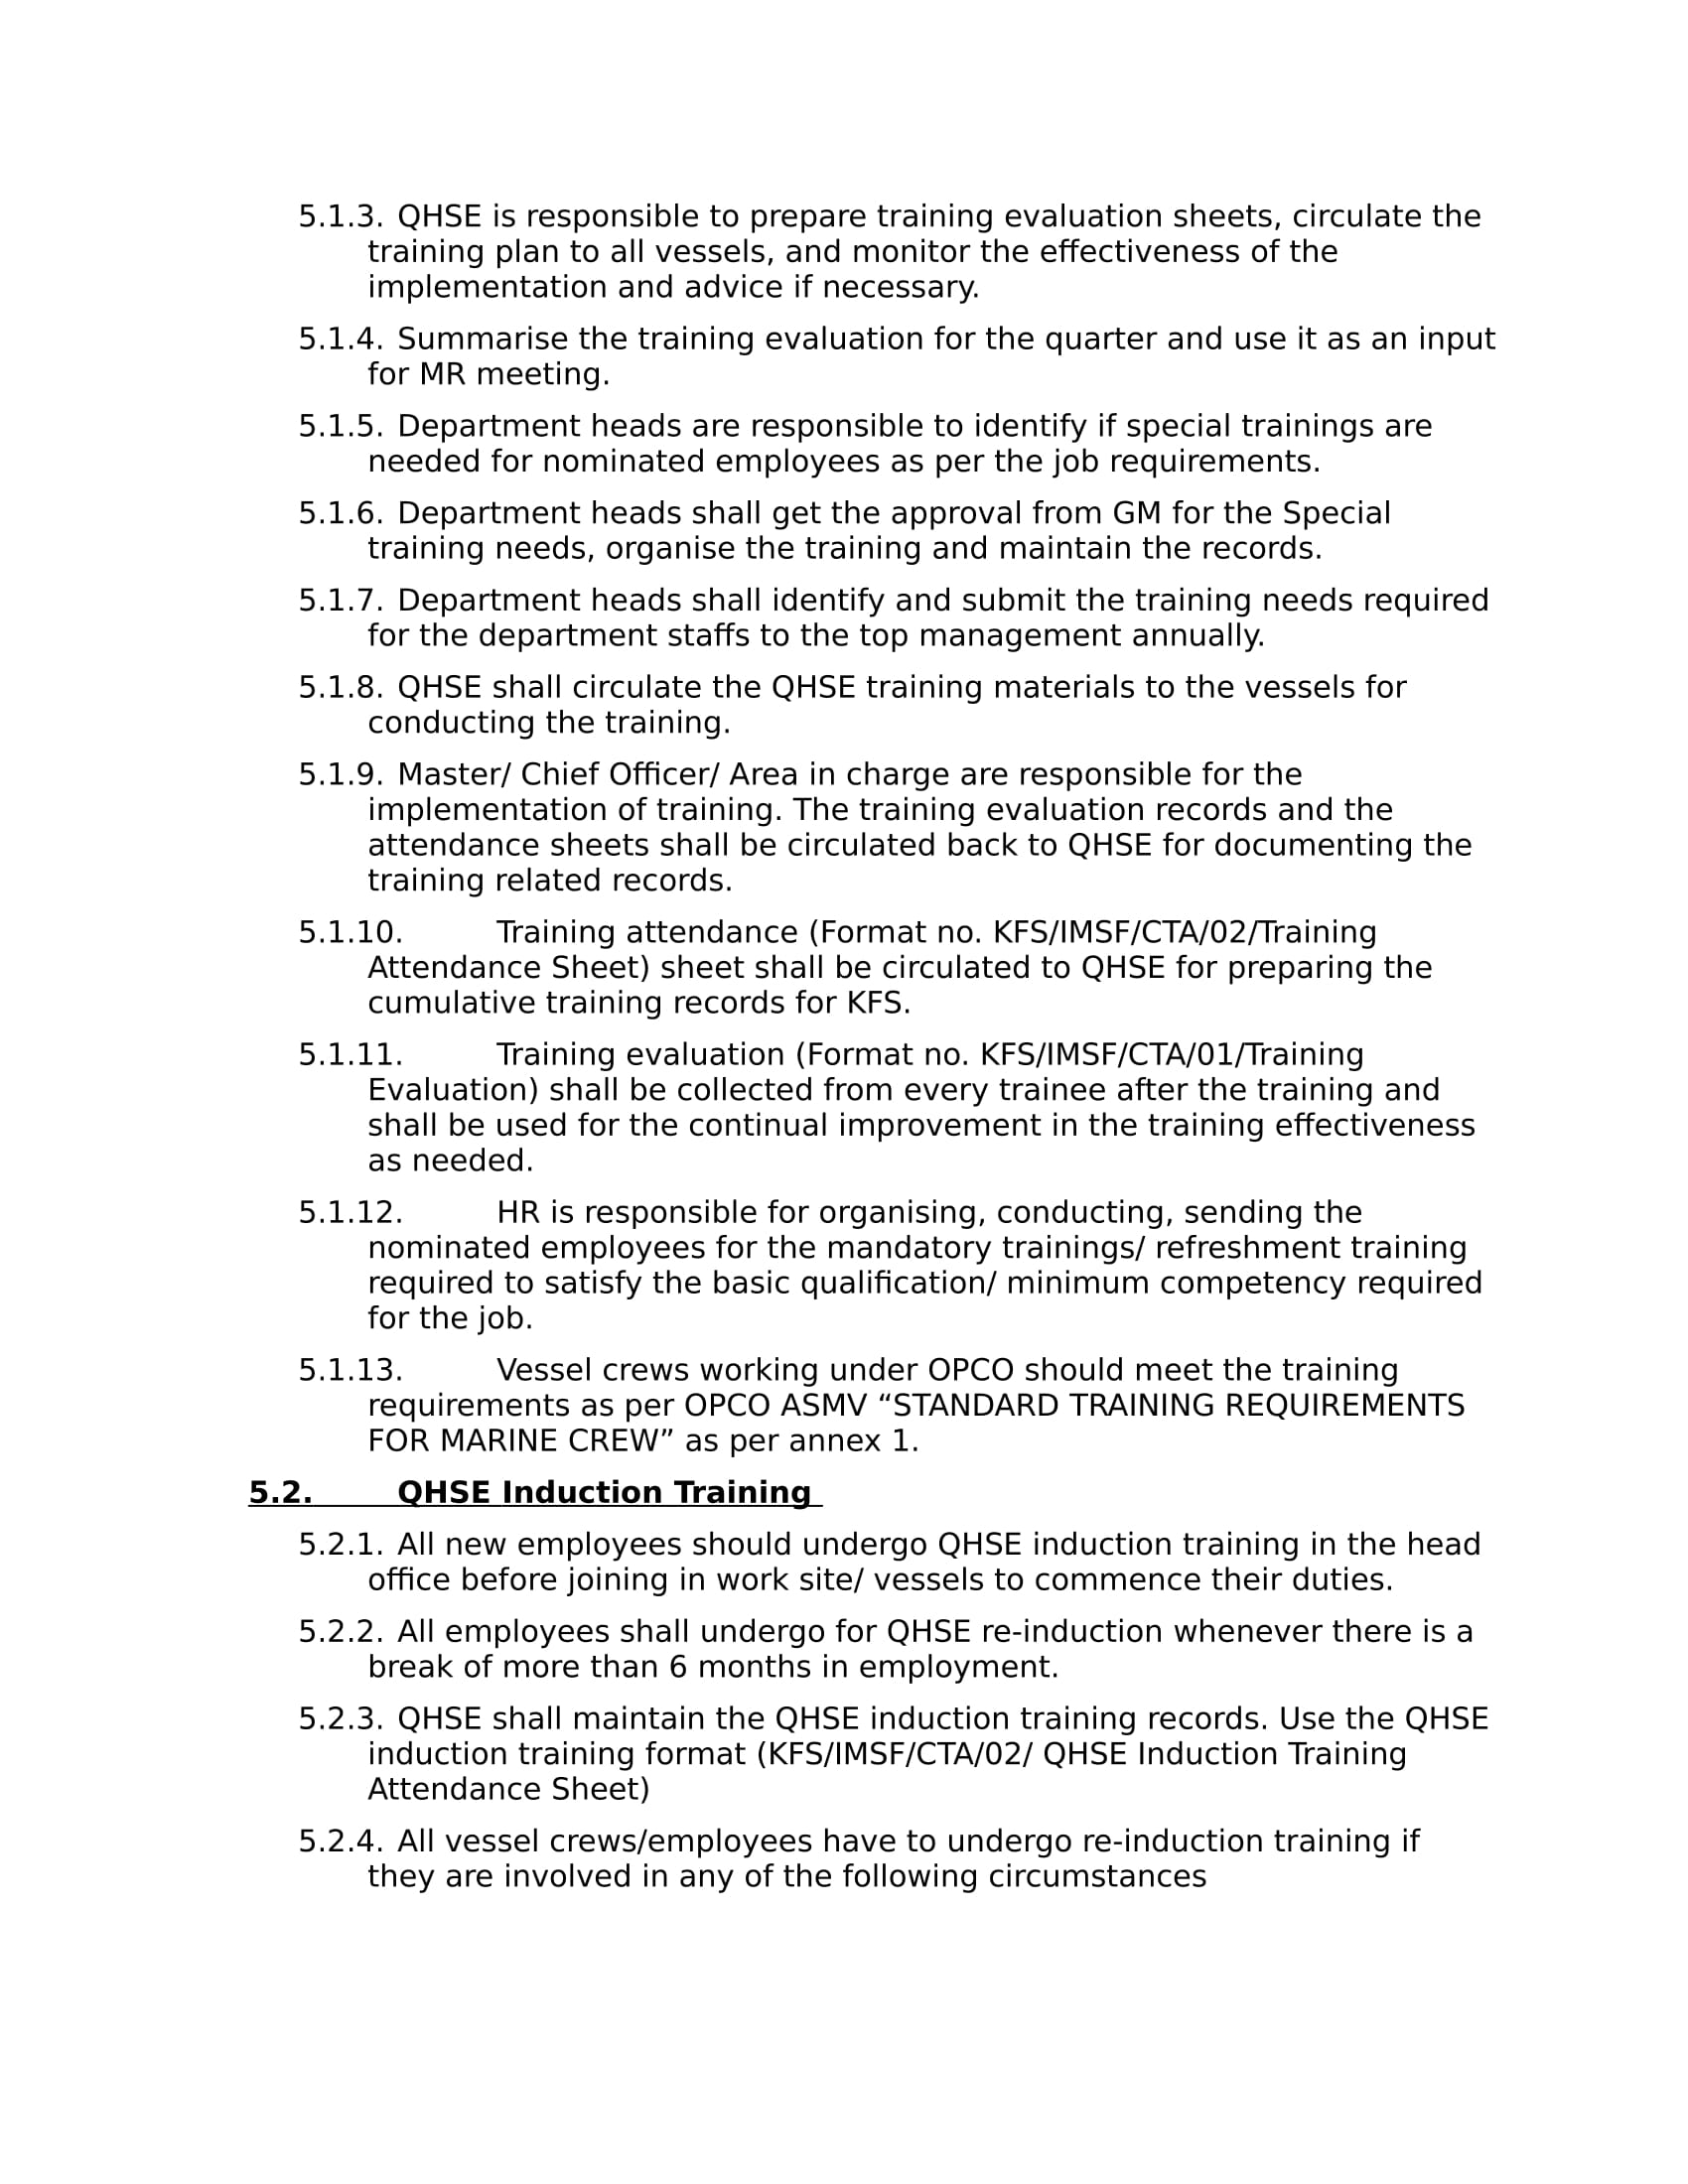 5.1.3. QHSE is responsible to prepare training evaluation sheets, circulate the
training plan to all vessels, and monitor the effectiveness of the
implementation and advice if necessary.
5.1.4. Summarise the training evaluation for the quarter and use it as an input
for MR meeting.
5.1.5. Department heads are responsible to identify if special trainings are
needed for nominated employees as per the job requirements.
5.1.6. Department heads shall get the approval from GM for the Special
training needs, organise the training and maintain the records.
5.1.7. Department heads shall identify and submit the training needs required
for the department staffs to the top management annually.
5.1.8. QHSE shall circulate the QHSE training materials to the vessels for
conducting the training.
5.1.9. Master/ Chief Officer/ Area in charge are responsible for the
implementation of training. The training evaluation records and the
attendance sheets shall be circulated back to QHSE for documenting the
training related records.
5.1.10. Training attendance (Format no. KFS/IMSF/CTA/02/Training
Attendance Sheet) sheet shall be circulated to QHSE for preparing the
cumulative training records for KFS.
5.1.11. Training evaluation (Format no. KFS/IMSF/CTA/01/Training
Evaluation) shall be collected from every trainee after the training and
shall be used for the continual improvement in the training effectiveness
as needed.
5.1.12. HR is responsible for organising, conducting, sending the
nominated employees for the mandatory trainings/ refreshment training
required to satisfy the basic qualification/ minimum competency required
for the job.
5.1.13. Vessel crews working under OPCO should meet the training
requirements as per OPCO ASMV “STANDARD TRAINING REQUIREMENTS
FOR MARINE CREW” as per annex 1.
5.2. QHSE Induction Training
5.2.1. All new employees should undergo QHSE induction training in the head
office before joining in work site/ vessels to commence their duties.
5.2.2. All employees shall undergo for QHSE re-induction whenever there is a
break of more than 6 months in employment.
5.2.3. QHSE shall maintain the QHSE induction training records. Use the QHSE
induction training format (KFS/IMSF/CTA/02/ QHSE Induction Training
Attendance Sheet)
5.2.4. All vessel crews/employees have to undergo re-induction training if
they are involved in any of the following circumstances